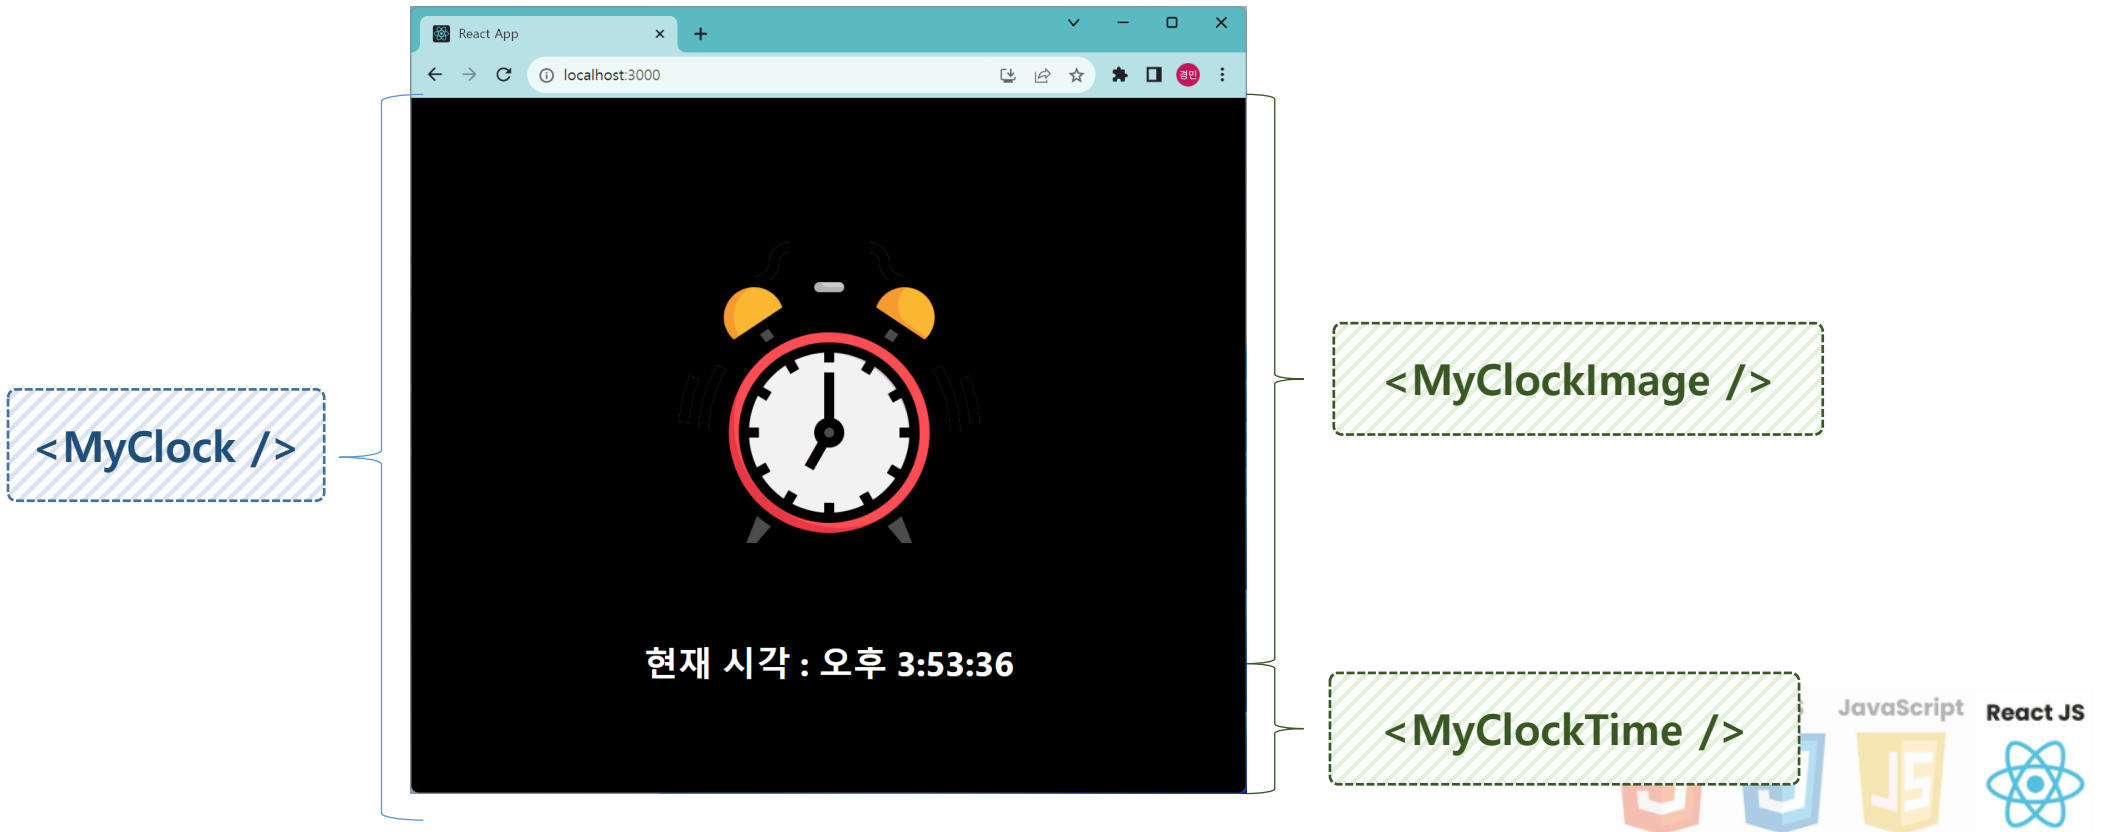 React App
localhost:3000
경민
<MyClock />
<MyClockImage />
현재 시각 : 오후 3:53:36
<MyClockTime />
JavaScript
React JS
JS